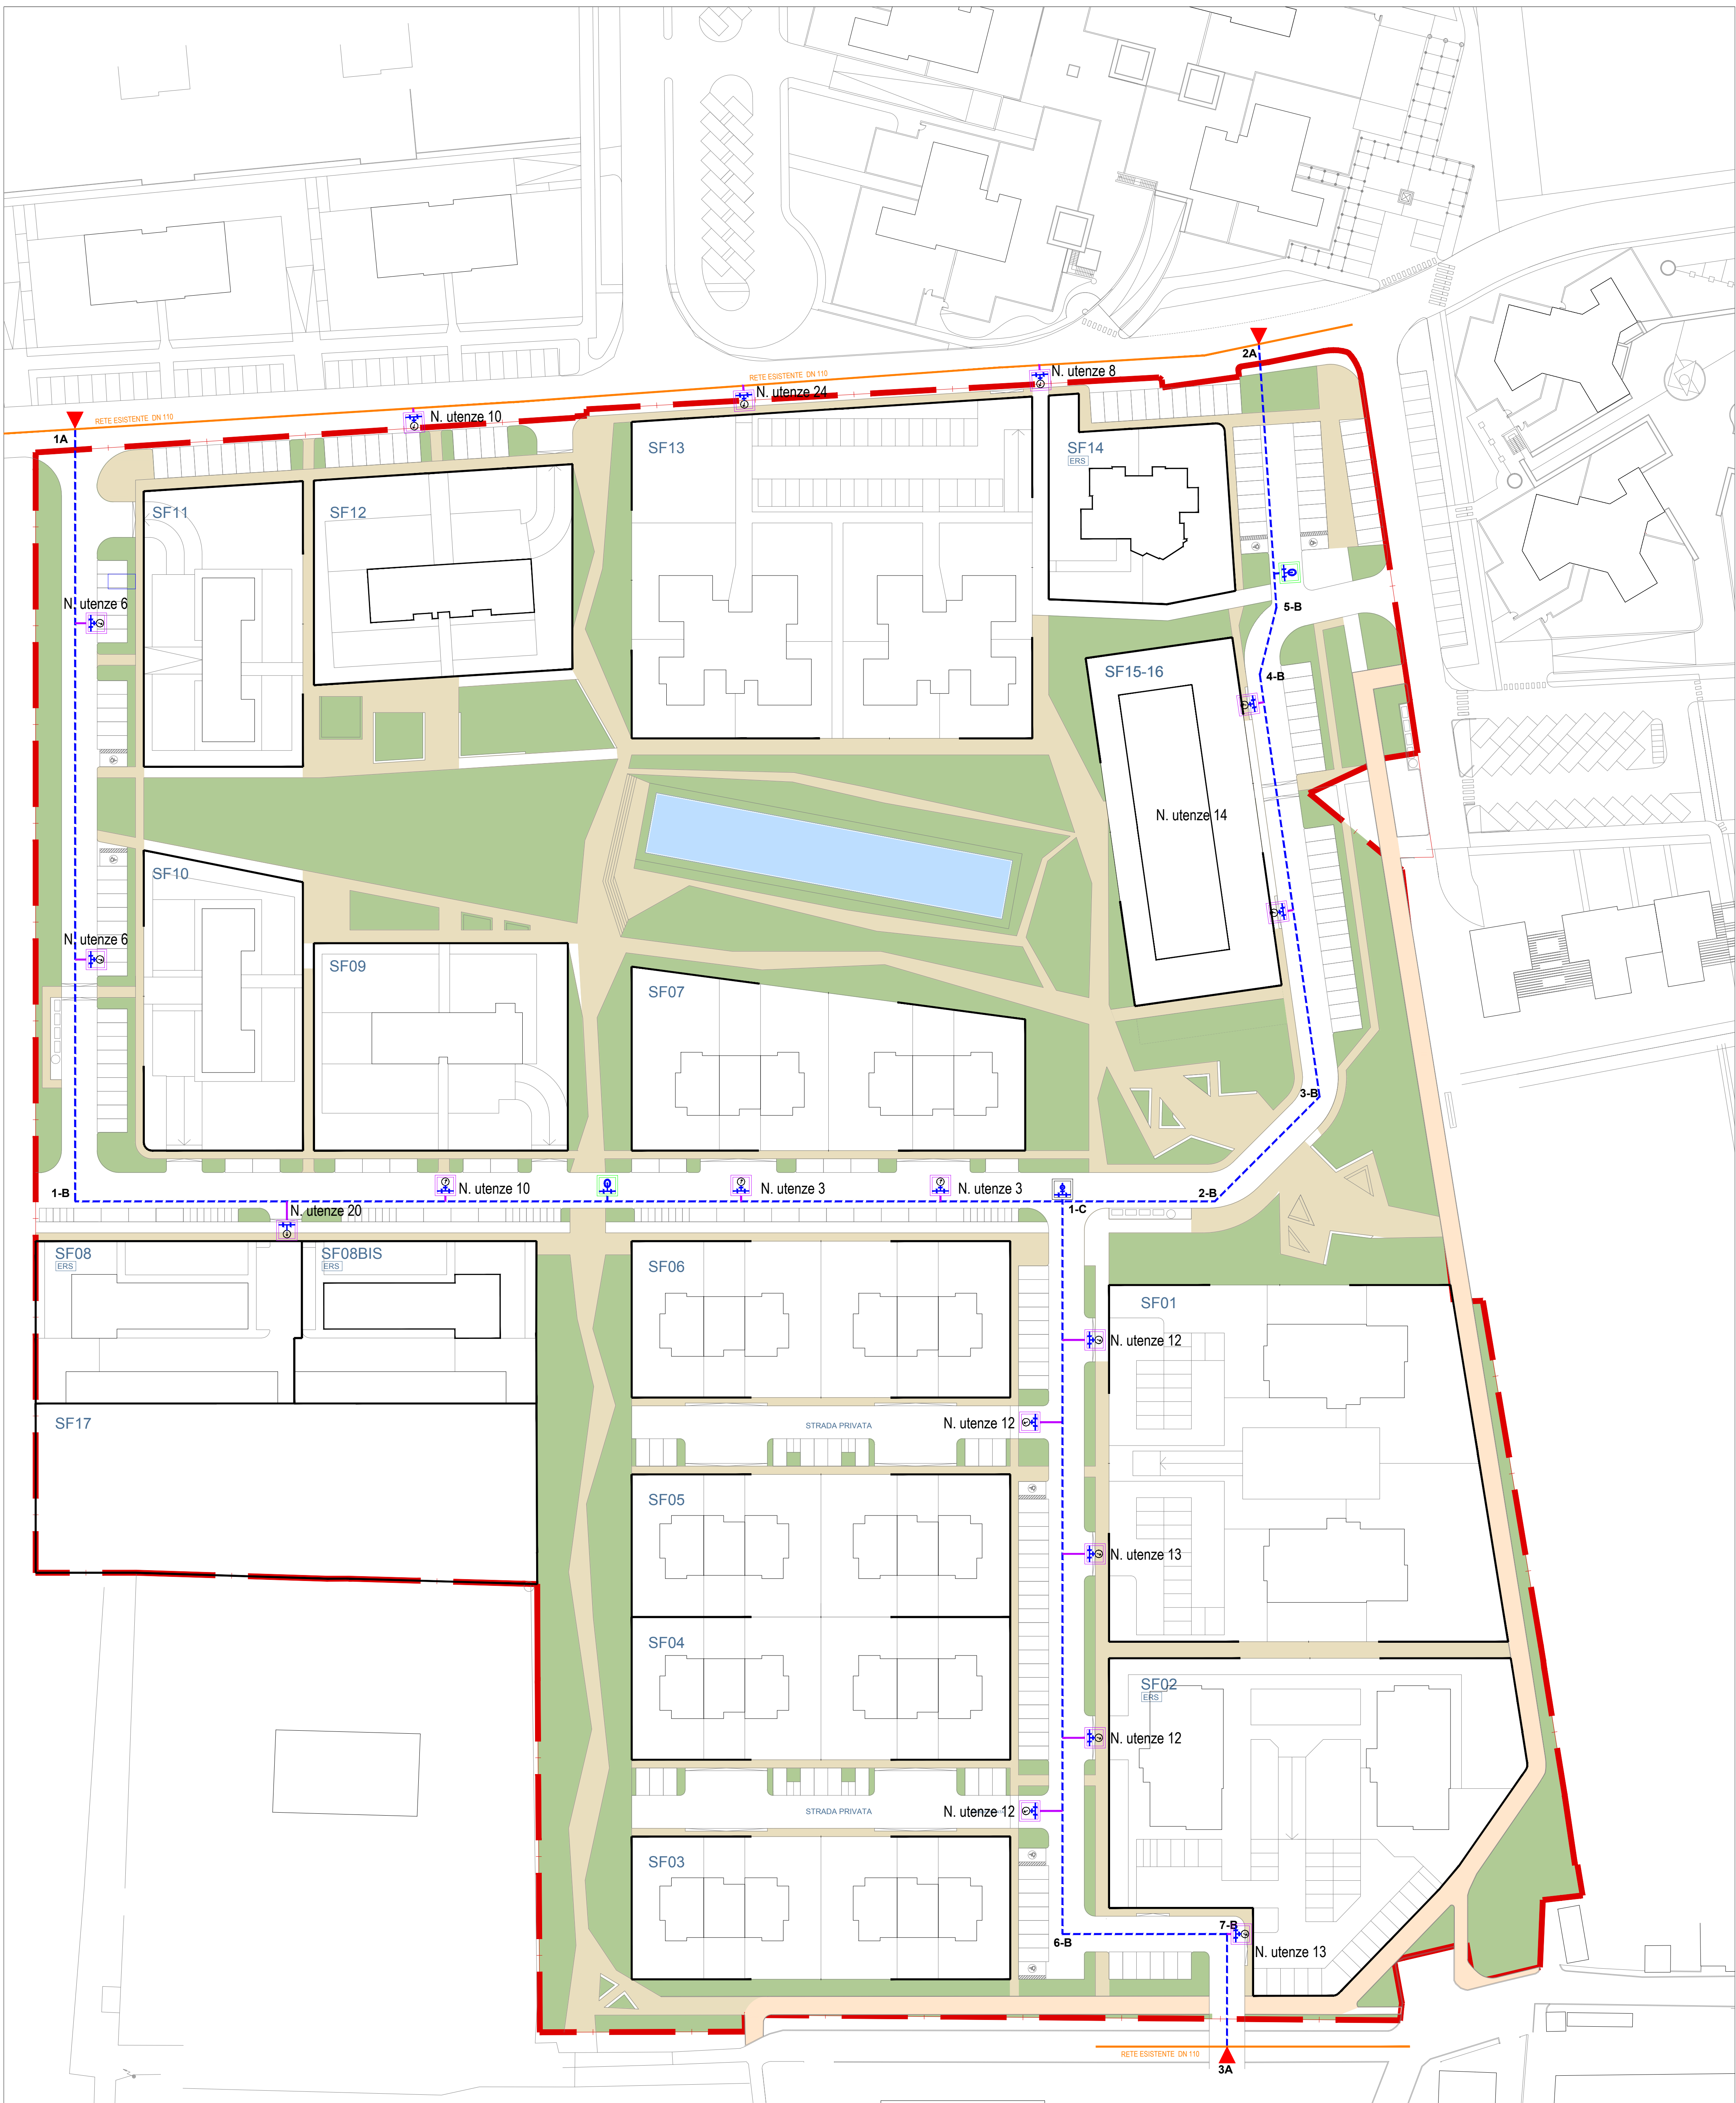 2A
RETE ESISTENTE DN 110
N. utenze 8
N. utenze 24
RETE ESISTENTE DN 110
N. utenze 10
1A
SF13
SF14
ERS
SF11
SF12
N. utenze 6
5-B
4-B
SF15-16
N. utenze 14
SF10
N. utenze 6
SF09
SF07
3-B
1-B
N. utenze 10
N. utenze 3
N. utenze 3
2-B
1-C
N. utenze 20
SF08
ERS
SF08BIS
ERS
SF06
SF01
N. utenze 12
SF17
STRADA PRIVATA
N. utenze 12
SF05
N. utenze 13
SF04
SF02
ERS
N. utenze 12
STRADA PRIVATA
N. utenze 12
SF03
7-B
6-B
N. utenze 13
RETE ESISTENTE DN 110
3A